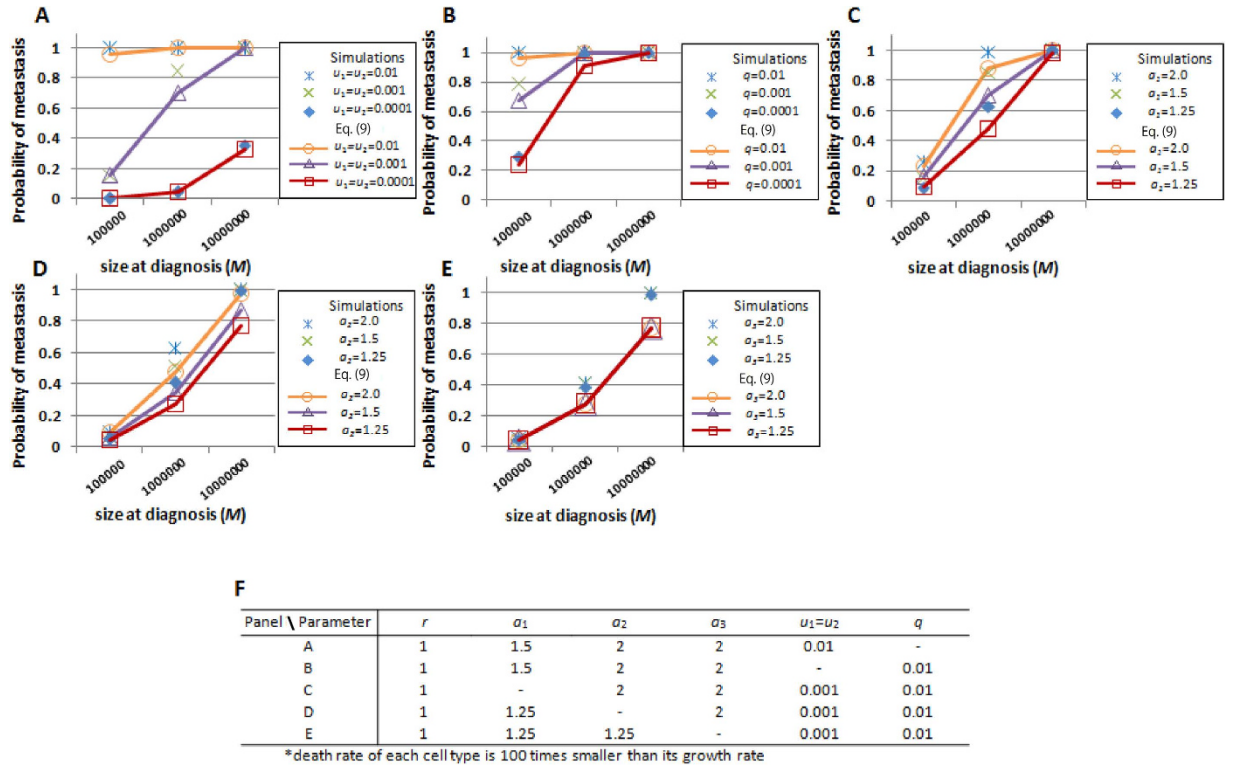 A
Probability of metastasis
1
0.8
0.6
0.4
0.2
0
100000
1000000
10000000
size at diagnosis (M)
Simulations
u₁=u₂=0.01
u₁=u₂=0.001
u₁=u₂=0.0001
Eq. (9)
u₁=u₂=0.01
u₁=u₂=0.001
u₁=u₂=0.0001
B
Probability of metastasis
1
0.8
0.6
0.4
0.2
0
100000
1000000
10000000
size at diagnosis (M)
Simulations
q=0.01
q=0.001
q=0.0001
Eq. (9)
q=0.01
q=0.001
q=0.0001
C
Probability of metastasis
1
0.8
0.6
0.4
0.2
0
100000
1000000
10000000
size at diagnosis (M)
Simulations
a₂=2.0
a₂=1.5
a₂=1.25
Eq. (9)
a₂=2.0
a₂=1.5
a₂=1.25
D
Probability of metastasis
1
0.8
0.6
0.4
0.2
0
100000
1000000
10000000
size at diagnosis (M)
Simulations
a₂=2.0
a₂=1.5
a₂=1.25
Eq. (9)
a₂=2.0
a₂=1.5
a₂=1.25
E
Probability of metastasis
1
0.8
0.6
0.4
0.2
0
100000
1000000
10000000
size at diagnosis (M)
Simulations
a₃=2.0
a₃=1.5
a₃=1.25
Eq. (9)
a₃=2.0
a₃=1.5
a₃=1.25
F
Panel \ Parameter r a₁ a₂ a₃ u₁=u₂ q
A 1 1.5 2 2 0.01 -
B 1 1.5 2 2 - 0.01
C 1 - 2 2 0.001 0.01
D 1 1.25 - 2 0.001 0.01
E 1 1.25 1.25 - 0.001 0.01
*death rate of each cell type is 100 times smaller than its growth rate